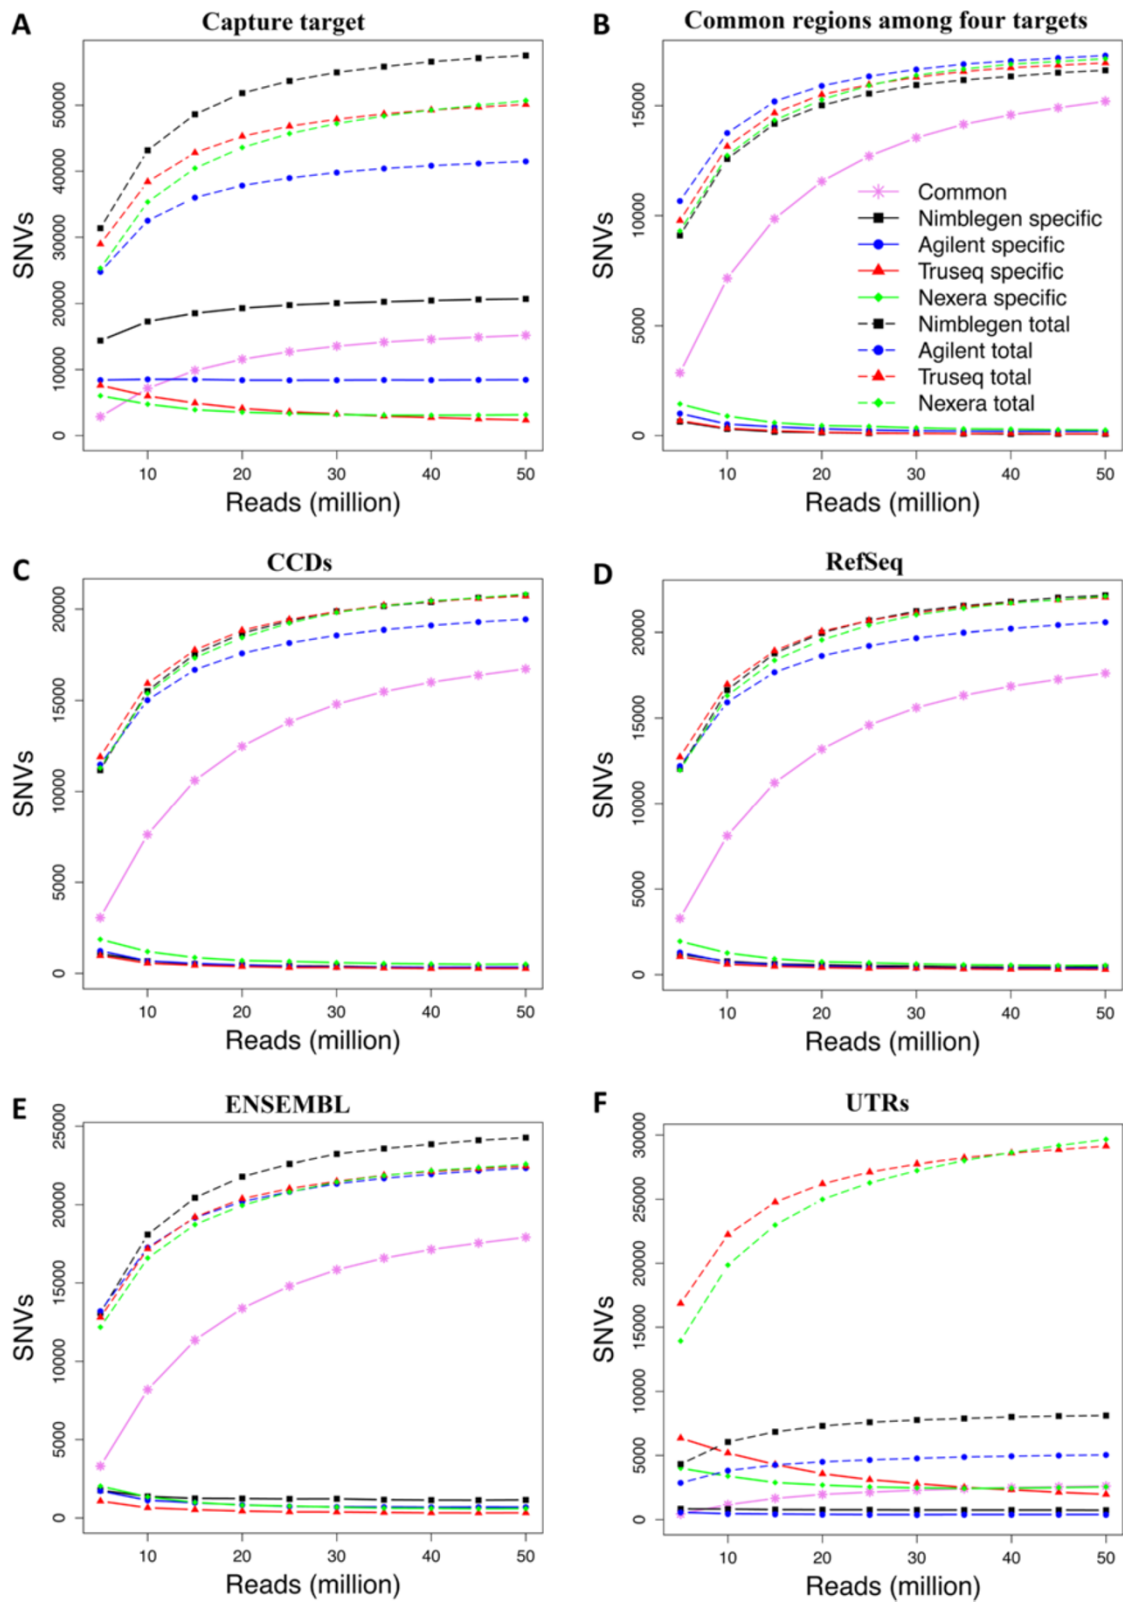 A
Capture target
50000
40000
30000
20000
10000
0
SNVs
10 20 30 40 50
Reads (million)
B
Common regions among four targets
15000
10000
5000
0
SNVs
Common
Nimblegen specific
Agilent specific
Truseq specific
Nexera specific
Nimblegen total
Agilent total
Truseq total
Nexera total
10 20 30 40 50
Reads (million)
C
CCDs
20000
15000
10000
5000
0
SNVs
10 20 30 40 50
Reads (million)
D
RefSeq
20000
15000
10000
5000
0
SNVs
10 20 30 40 50
Reads (million)
E
ENSEMBL
25000
20000
15000
10000
5000
0
SNVs
10 20 30 40 50
Reads (million)
F
UTRs
30000
25000
20000
15000
10000
5000
0
SNVs
10 20 30 40 50
Reads (million)